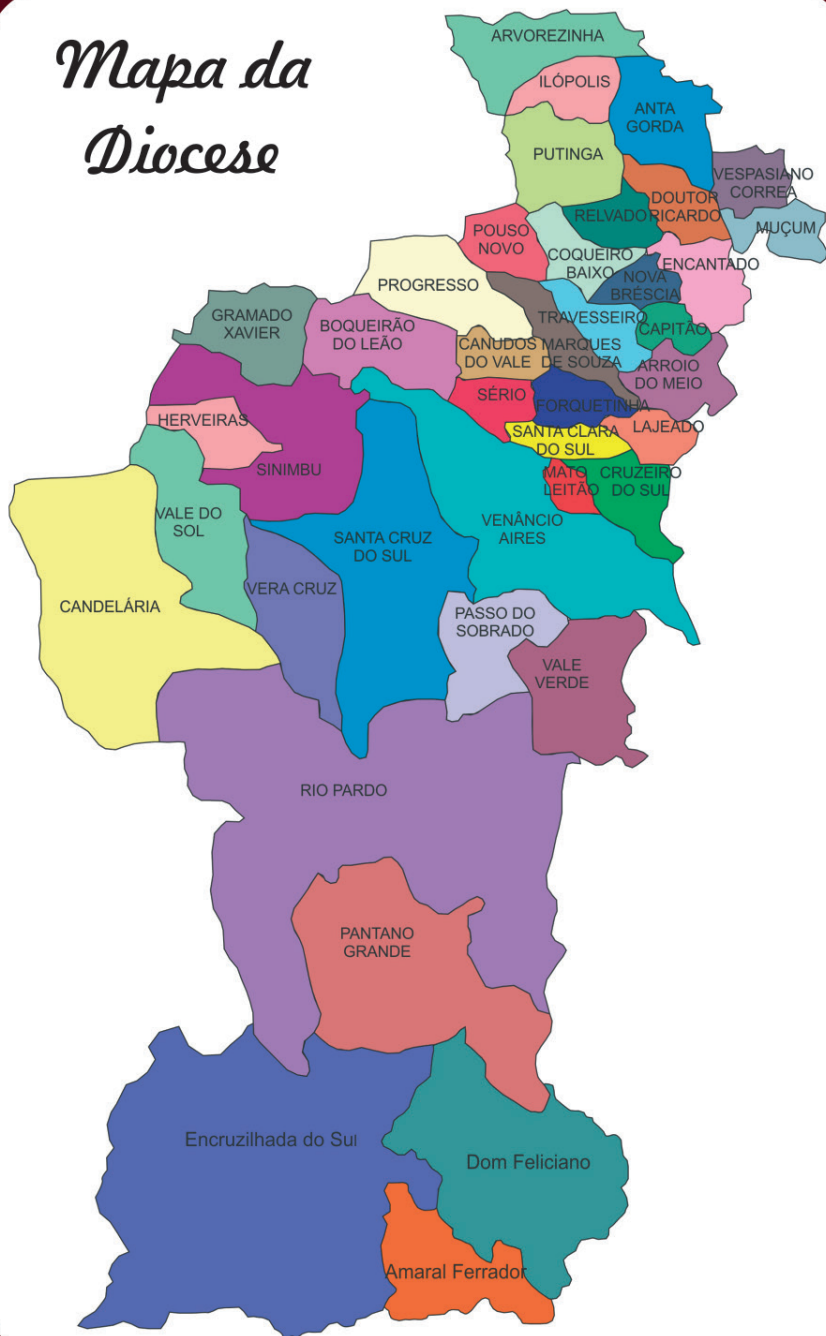 Mapa da
Diocese
ARVOREZINHA
ILÓPOLIS
ANTA
GORDA
PUTINGA
VESPASIANO
CORREA
DOUTOR
RICARDO
RELVADO
MUÇUM
POUSO
NOVO
COQUEIRO
BAIXO
ENCANTADO
NOVA
BRÉSCIA
PROGRESSO
TRAVESSEIRO
CAPITÃO
GRAMADO
XAVIER
BOQUEIRÃO
DO LEÃO
CANUDOS
DO VALE
MARQUES
DE SOUZA
ARROIO
DO MEIO
SÉRIO
FORQUETINHA
HERVEIRAS
SANTA CLARA
DO SUL
LAJEADO
SINIMBU
MATO
LEITÃO
CRUZEIRO
DO SUL
VALE DO
SOL
SANTA CRUZ
DO SUL
VENÂNCIO
AIRES
VERA CRUZ
CANDELÁRIA
PASSO DO
SOBRADO
VALE
VERDE
RIO PARDO
PANTANO
GRANDE
Encruzilhada do Sul
Dom Feliciano
Amaral Ferrador